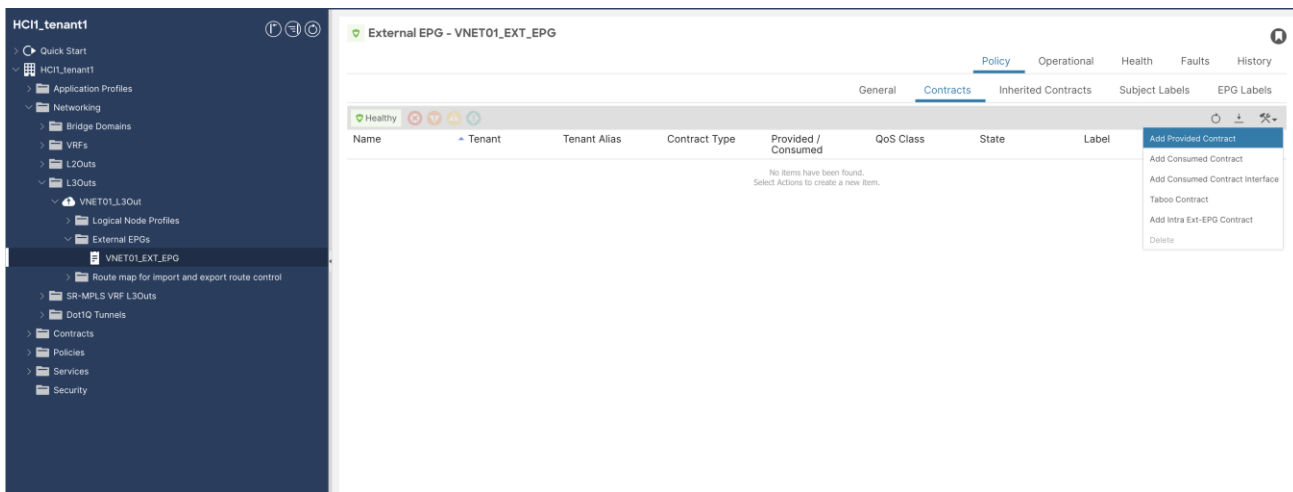 HCI1_tenant1
Quick Start
HCI1_tenant1
Application Profiles
Networking
Bridge Domains
VRFs
L2Outs
L3Outs
VNET01_L3Out
Logical Node Profiles
External EPGs
VNET01_EXT_EPG
Route map for import and export route control
SR-MPLS VRF L3Outs
Dot1Q Tunnels
Contracts
Policies
Services
Security
External EPG - VNET01_EXT_EPG
Policy Operational Health Faults History
General Contracts Inherited Contracts Subject Labels EPG Labels
Healthy
Name Tenant Tenant Alias Contract Type Provided / Consumed QoS Class State Label
No items have been found.
Select Actions to create a new item.
Add Provided Contract
Add Consumed Contract
Add Consumed Contract Interface
Taboo Contract
Add Intra Ext-EPG Contract
Delete